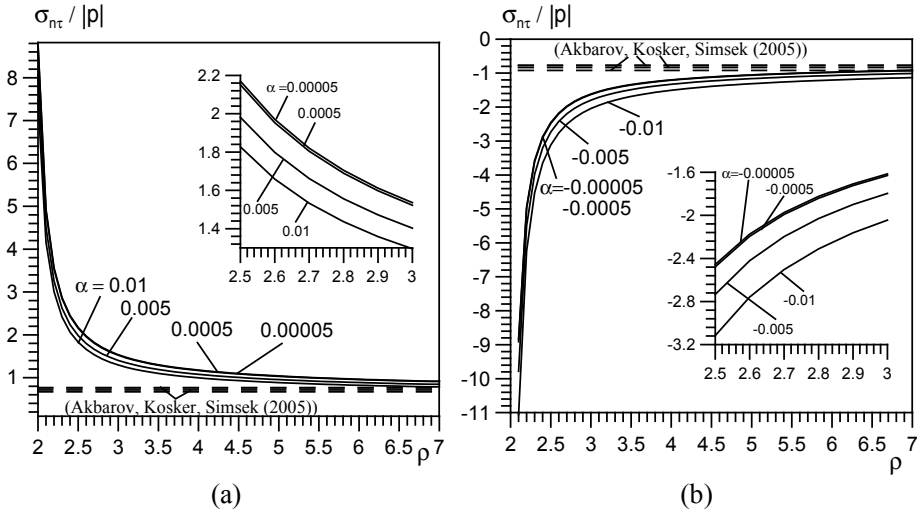 σnτ / |p|
8
7
6
5
4
3
2
1
2 2.5 3 3.5 4 4.5 5 5.5 6 6.5 7
ρ
α = 0.01
0.005
0.0005
0.00005
(Akbarov, Kosker, Simsek (2005))
2.2
2
1.8
1.6
1.4
2.5 2.6 2.7 2.8 2.9 3
α =0.00005
0.0005
0.005
0.01
(a)
σnτ / |p|
0
-1
-2
-3
-4
-5
-6
-7
-8
-9
-10
-11
2 2.5 3 3.5 4 4.5 5 5.5 6 6.5 7
ρ
(Akbarov, Kosker, Simsek (2005))
-0.01
-0.005
α=-0.00005
-0.0005
-1.6
-2
-2.4
-2.8
-3.2
2.5 2.6 2.7 2.8 2.9 3
α=-0.00005
-0.0005
-0.01
-0.005
(b)